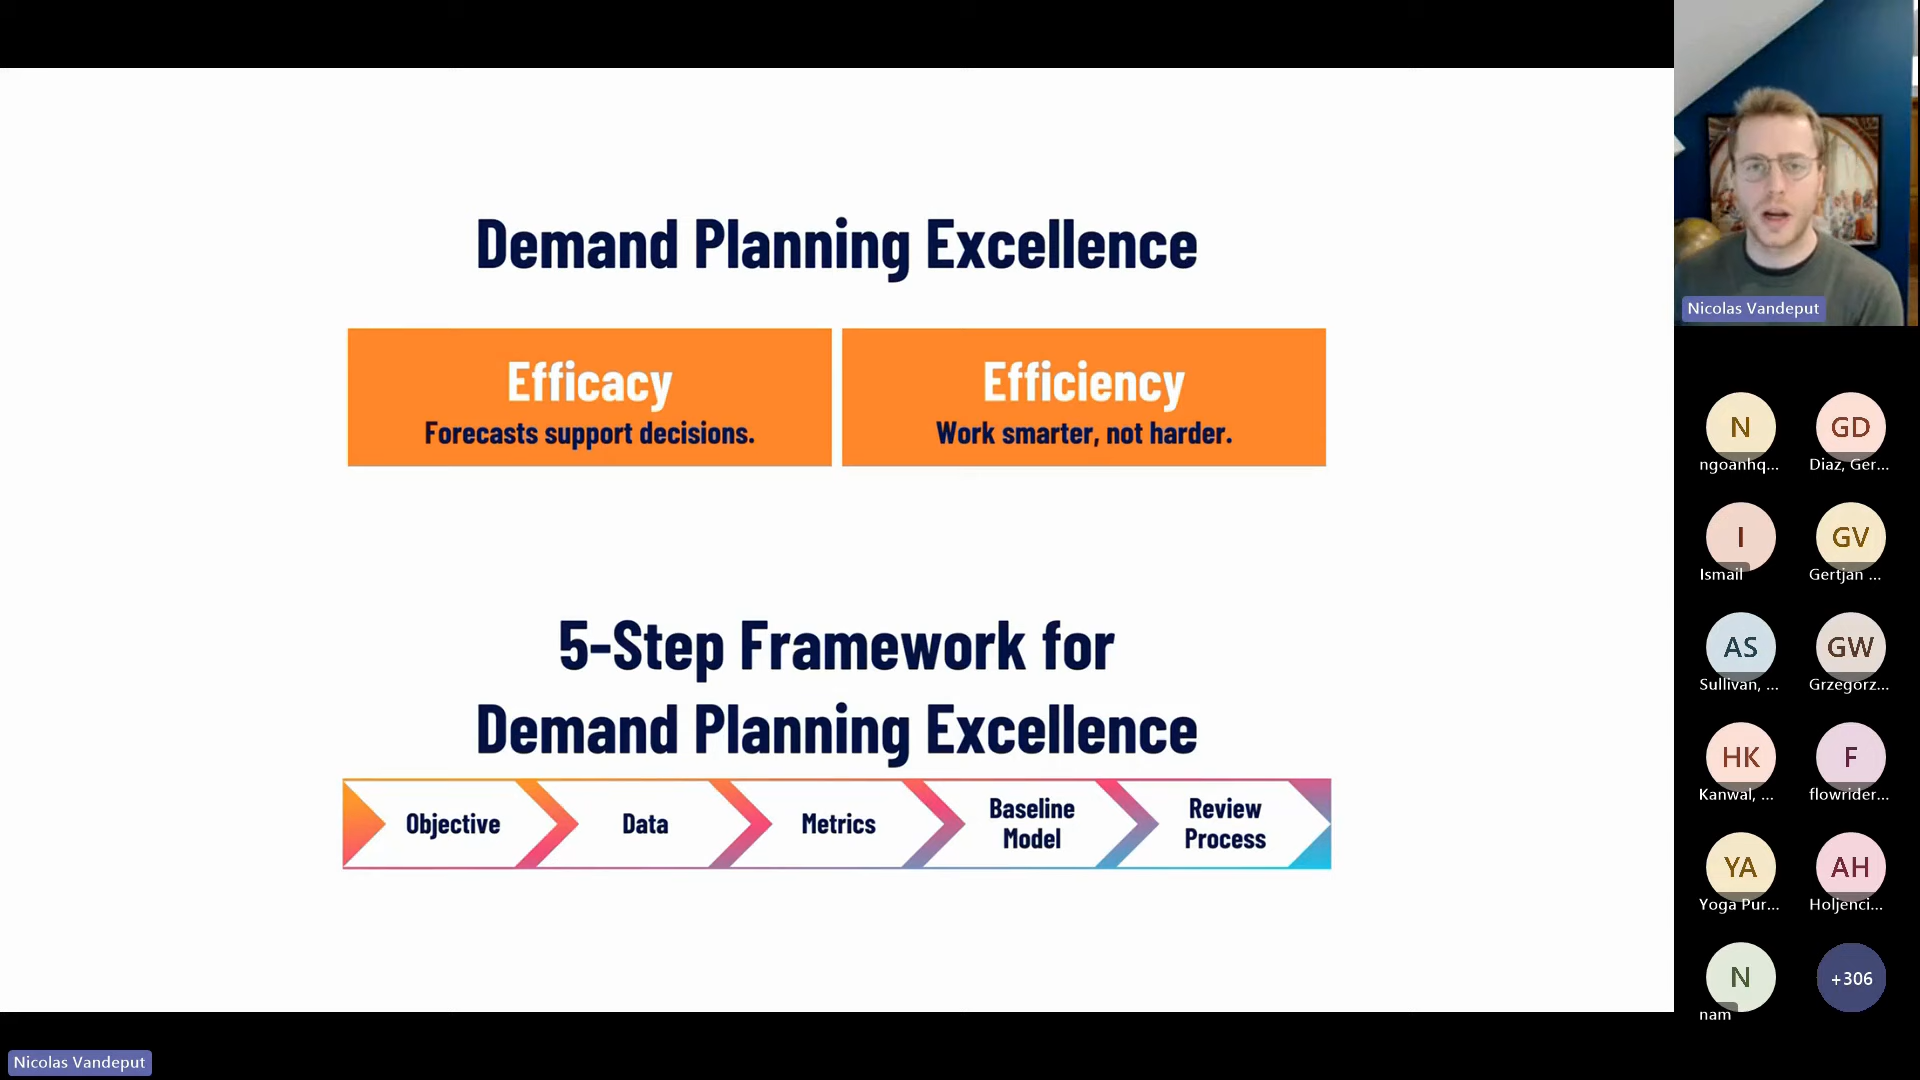 Demand Planning Excellence
Efficacy
Forecasts support decisions.
Efficiency
Work smarter, not harder.
5-Step Framework for
Demand Planning Excellence
Objective
Data
Metrics
Baseline
Model
Review
Process
Nicolas Vandeput
N
ngoanhq...
GD
Diaz, Ger...
I
Ismail
GV
Gertjan ...
AS
Sullivan, ...
GW
Grzegorz...
HK
Kanwal, ...
F
flowrider...
YA
Yoga Pur...
AH
Holjenci...
N
nam
+306
Nicolas Vandeput